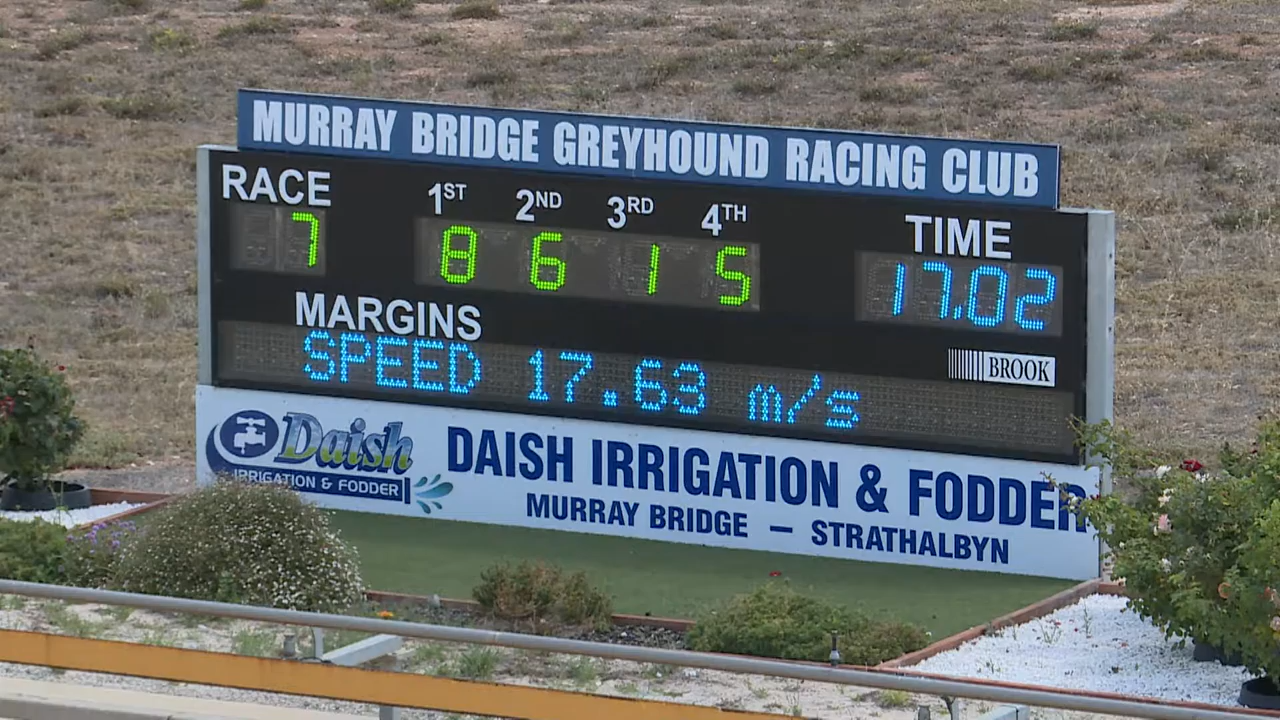 MURRAY BRIDGE GREYHOUND RACING CLUB
RACE 1ST 2ND 3RD 4TH TIME
7 8 6 1 5 17.02
MARGINS
SPEED 17.63 m/s
BROOK
Daish
IRRIGATION & FODDER
DAISH IRRIGATION & FODDER
MURRAY BRIDGE – STRATHALBYN